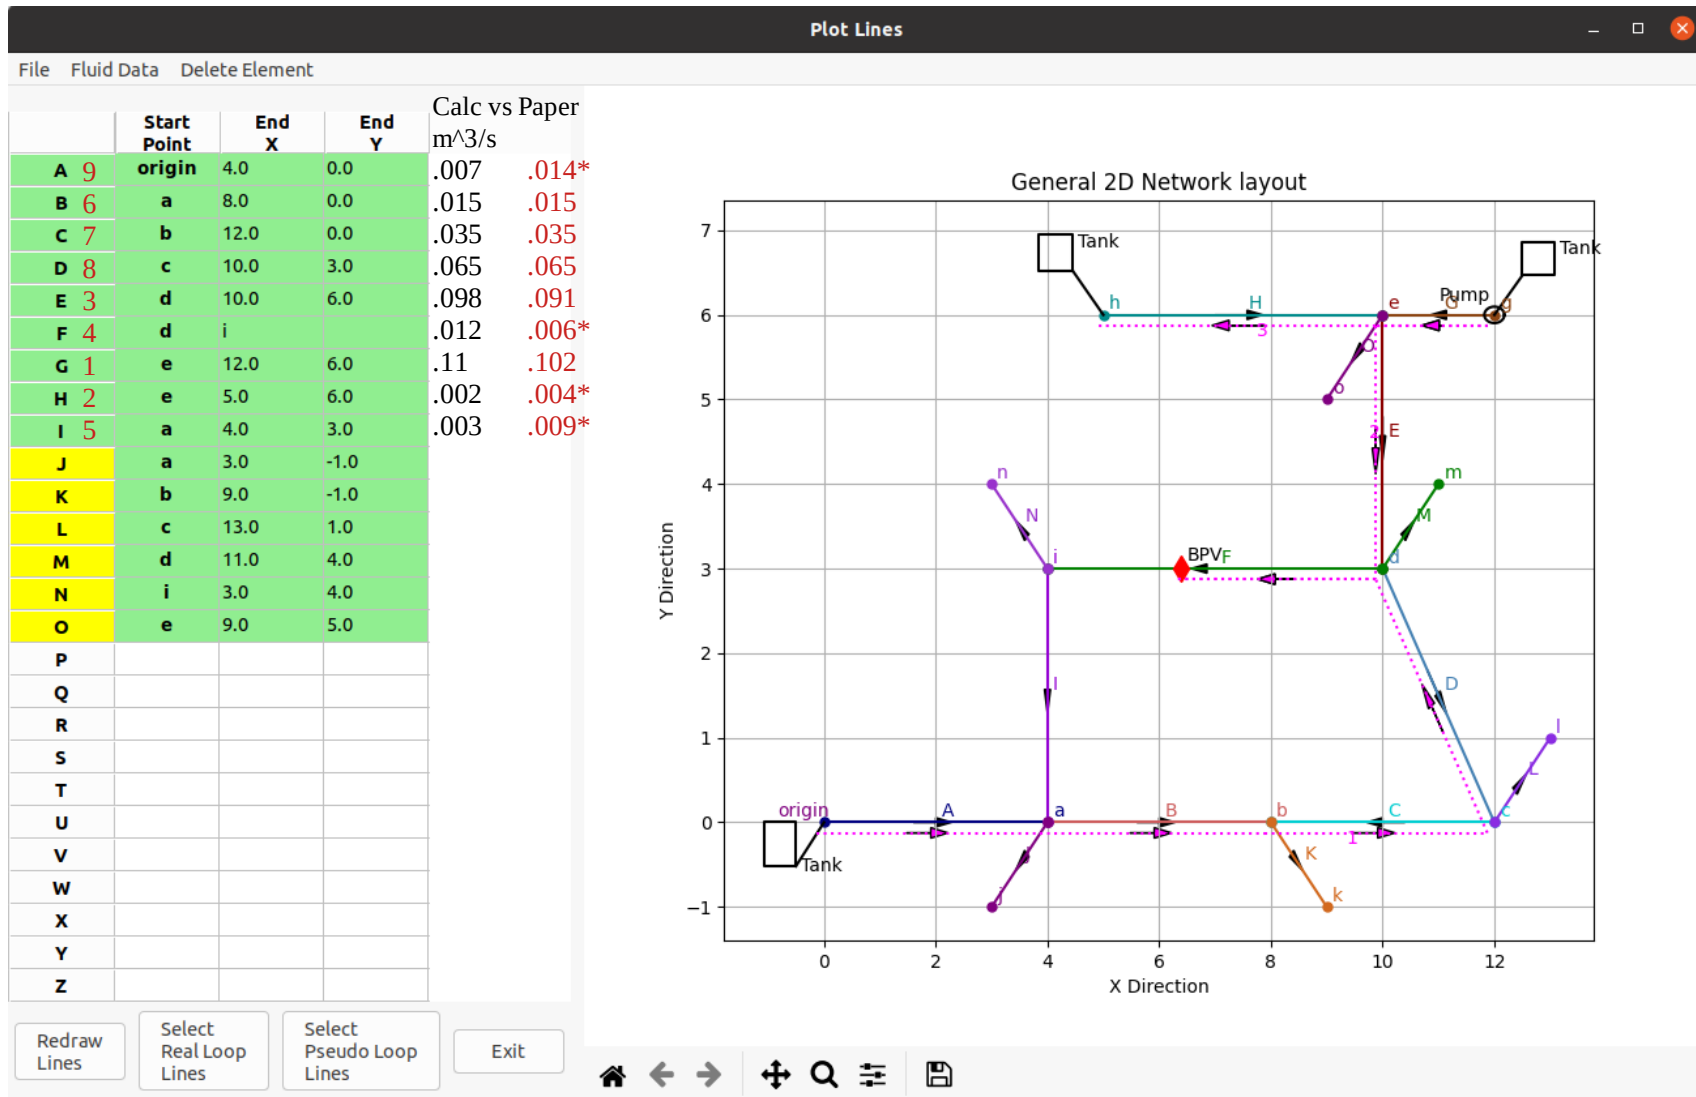 Plot Lines
File Fluid Data Delete Element
Calc vs Paper
m^3/s
Start Point End X End Y
A 9 origin 4.0 0.0 .007 .014*
B 6 a 8.0 0.0 .015 .015
C 7 b 12.0 0.0 .035 .035
D 8 c 10.0 3.0 .065 .065
E 3 d 10.0 6.0 .098 .091
F 4 d i .012 .006*
G 1 e 12.0 6.0 .11 .102
H 2 e 5.0 6.0 .002 .004*
I 5 a 4.0 3.0 .003 .009*
J a 3.0 -1.0
K b 9.0 -1.0
L c 13.0 1.0
M d 11.0 4.0
N i 3.0 4.0
O e 9.0 5.0
P
Q
R
S
T
U
V
W
X
Y
Z
Redraw Lines
Select Real Loop Lines
Select Pseudo Loop Lines
Exit
General 2D Network layout
7
Tank
Tank
h H e Pump G g
6
3
O
o
5
E
n m
4
N M
i BPV F d
3
Y Direction
2
I D
l
1
L
origin A a B b C c
0
1
Tank J K
j k
−1
0 2 4 6 8 10 12
X Direction